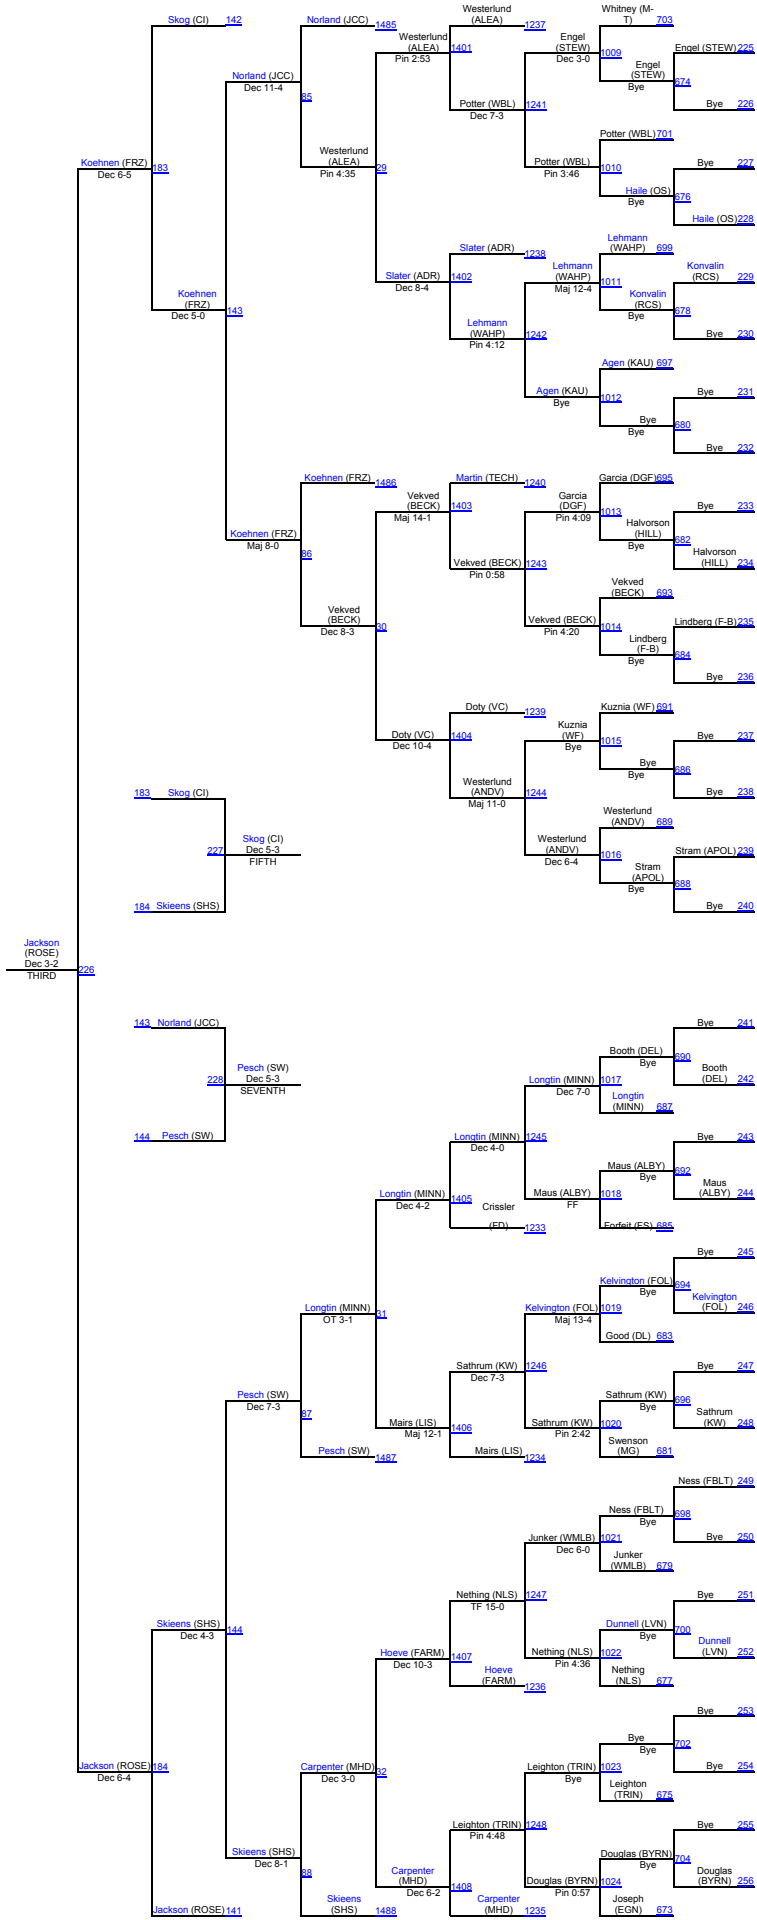 Westerlund
(ALEA) 1237
Whitney (M-
T) 703
Skog (CI) 142
Norland (JCC) 1485
Westerlund
(ALEA) 1401
Pin 2:53
Engel
(STEW) 1009
Dec 3-0
Engel (STEW) 225
Engel
(STEW) 674
Bye
Norland (JCC)
Dec 11-4
85
Potter (WBL) 1241
Dec 7-3
Bye 226
Potter (WBL) 701
Westerlund
(ALEA)
Pin 4:35
29
Koehnen (FRZ) 183
Dec 6-5
Potter (WBL) 1010
Pin 3:46
Bye 227
Haile (OS) 676
Bye
Haile (OS) 228
Slater (ADR) 1238
Lehmann
(WAHP) 699
Slater (ADR) 1402
Dec 8-4
Lehmann
(WAHP) 1011
Maj 12-4
Konvalin
(RCS) 229
Koehnen
(FRZ) 143
Dec 5-0
Konvalin
(RCS) 678
Bye
Lehmann
(WAHP) 1242
Pin 4:12
Bye 230
Agen (KAU) 697
Agen (KAU) 1012
Bye
Bye 231
Bye 680
Bye
Bye 232
Koehnen (FRZ) 1486
Martin (TECH) 1240
Garcia (DGF) 695
Vekved
(BECK) 1403
Maj 14-1
Garcia
(DGF) 1013
Pin 4:09
Bye 233
Koehnen (FRZ)
Maj 8-0
86
Halvorson
(HILL) 682
Bye
Vekved (BECK) 1243
Pin 0:58
Halvorson
(HILL) 234
Vekved
(BECK) 693
Vekved
(BECK)
Dec 8-3
30
Vekved (BECK) 1014
Pin 4:20
Lindberg (F-B) 235
Lindberg
(F-B) 684
Bye
Bye 236
Doty (VC) 1239
Kuznia (WF) 691
Doty (VC) 1404
Dec 10-4
Kuznia
(WF) 1015
Bye
Bye 237
Bye 686
Bye
183 Skog (CI)
Westerlund
(ANDV) 1244
Maj 11-0
Bye 238
Westerlund
(ANDV) 689
227 Skog (CI)
Dec 5-3
FIFTH
Westerlund
(ANDV) 1016
Dec 6-4
Stram (APOL) 239
Stram
(APOL) 688
Bye
184 Skieens (SHS)
Bye 240
Jackson
(ROSE)
Dec 3-2
THIRD
226
143 Norland (JCC)
Bye 241
Booth (DEL) 690
Bye
228 Pesch (SW)
Dec 5-3
SEVENTH
Longtin (MINN) 1017
Dec 7-0
Booth
(DEL) 242
Longtin
(MINN) 687
144 Pesch (SW)
Longtin (MINN) 1245
Dec 4-0
Bye 243
Maus (ALBY) 692
Bye
Longtin (MINN) 1405
Dec 4-2
Maus (ALBY) 1018
FF
Maus
(ALBY) 244
Crissler
(FD) 1233
Forfeit (FS) 685
Bye 245
Kelvington (FOL) 694
Bye
Longtin (MINN) 31
OT 3-1
Kelvington (FOL) 1019
Maj 13-4
Kelvington
(FOL) 246
Good (DL) 683
Sathrum (KW) 1246
Dec 7-3
Bye 247
Pesch (SW)
Dec 7-3
87
Sathrum (KW) 696
Bye
Mairs (LIS) 1406
Maj 12-1
Sathrum (KW) 1020
Pin 2:42
Sathrum
(KW) 248
Pesch (SW) 1487
Mairs (LIS) 1234
Swenson
(MG) 681
Ness (FBLT) 249
Ness (FBLT) 698
Bye
Junker (WMLB) 1021
Dec 6-0
Bye 250
Junker
(WMLB) 679
Nething (NLS) 1247
TF 15-0
Bye 251
Skieens (SHS) 144
Dec 4-3
Dunnell (LVN) 700
Bye
Hoeve (FARM) 1407
Dec 10-3
Nething (NLS) 1022
Pin 4:36
Dunnell
(LVN) 252
Hoeve
(FARM) 1236
Nething
(NLS) 677
Bye 253
Bye 702
Bye
Jackson (ROSE) 184
Dec 6-4
Carpenter (MHD) 32
Dec 3-0
Leighton (TRIN) 1023
Bye
Bye 254
Leighton
(TRIN) 675
Leighton (TRIN) 1248
Pin 4:48
Bye 255
Skieens (SHS)
Dec 8-1
88
Douglas (BYRN) 704
Bye
Carpenter
(MHD) 1408
Dec 6-2
Douglas (BYRN) 1024
Pin 0:57
Douglas
(BYRN) 256
Jackson (ROSE) 141
Skieens
(SHS) 1488
Carpenter
(MHD) 1235
Joseph
(EGN) 673